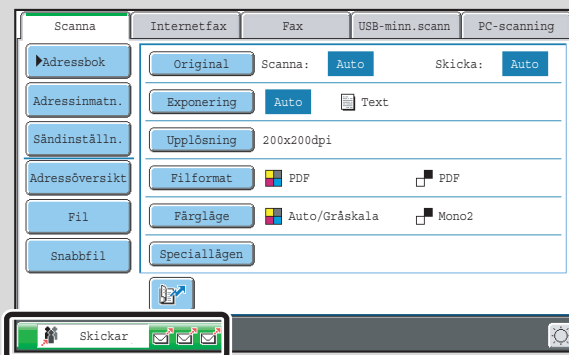 Scanna Internetfax Fax USB-minn.scann PC-scanning
Adressbok Original Scanna: Auto Skicka: Auto
Adressinmatn. Exponering Auto Text
Sändinställn. Upplösning 200x200dpi
Adressöversikt Filformat PDF PDF
Fil Färgläge Auto/Gråskala Mono2
Snabbfil Speciallägen
Skickar